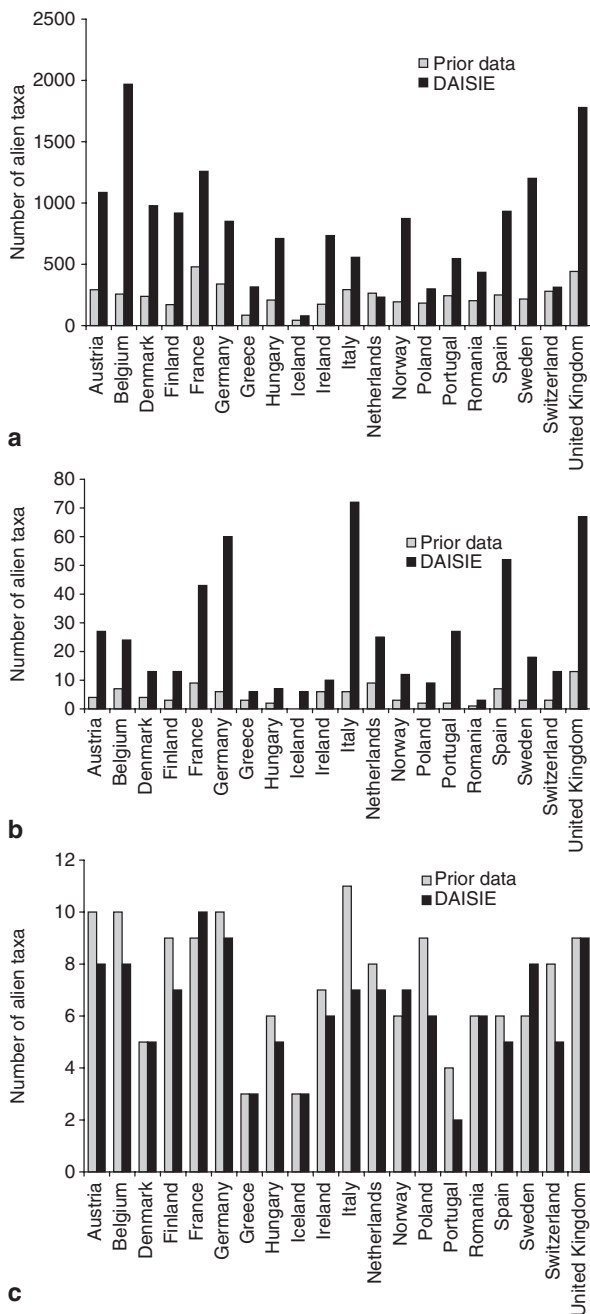 2500
2000
1500
1000
500
0
Number of alien taxa
Prior data
DAISIE
Austria
Belgium
Denmark
Finland
France
Germany
Greece
Hungary
Iceland
Ireland
Italy
Netherlands
Norway
Poland
Portugal
Romania
Spain
Sweden
Switzerland
United Kingdom
a
80
70
60
50
40
30
20
10
0
Number of alien taxa
Prior data
DAISIE
Austria
Belgium
Denmark
Finland
France
Germany
Greece
Hungary
Iceland
Ireland
Italy
Netherlands
Norway
Poland
Portugal
Romania
Spain
Sweden
Switzerland
United Kingdom
b
12
10
8
6
4
2
0
Number of alien taxa
Prior data
DAISIE
Austria
Belgium
Denmark
Finland
France
Germany
Greece
Hungary
Iceland
Ireland
Italy
Netherlands
Norway
Poland
Portugal
Romania
Spain
Sweden
Switzerland
United Kingdom
c